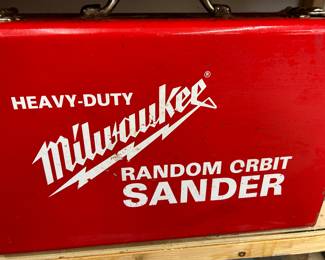 HEAVY-DUTY
Milwaukee®
RANDOM ORBIT
SANDER